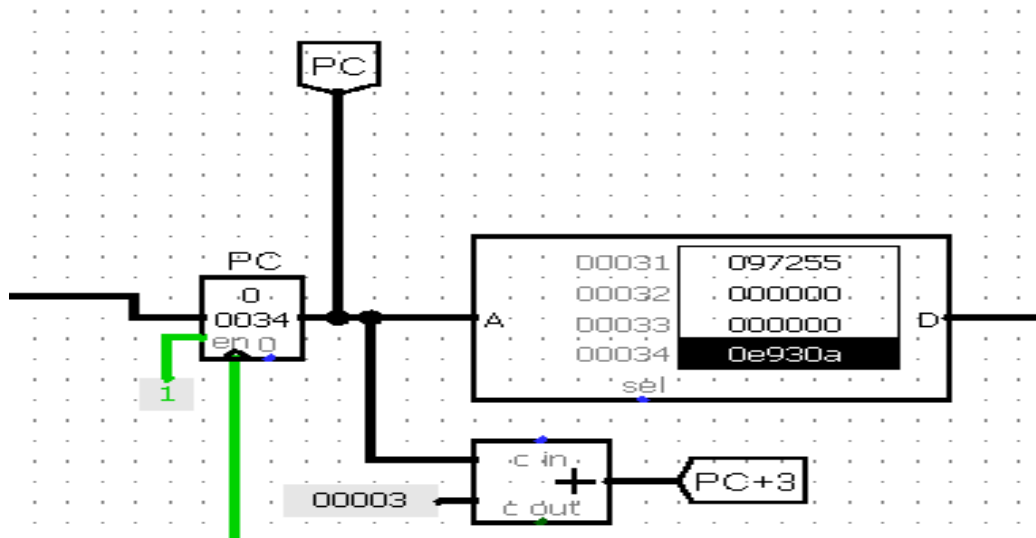 PC
PC
0
0034
en 0
1
A
00031 097255
00032 000000
00033 000000
00034 0e930a
D
sel
c in
+
c out
00003
PC+3